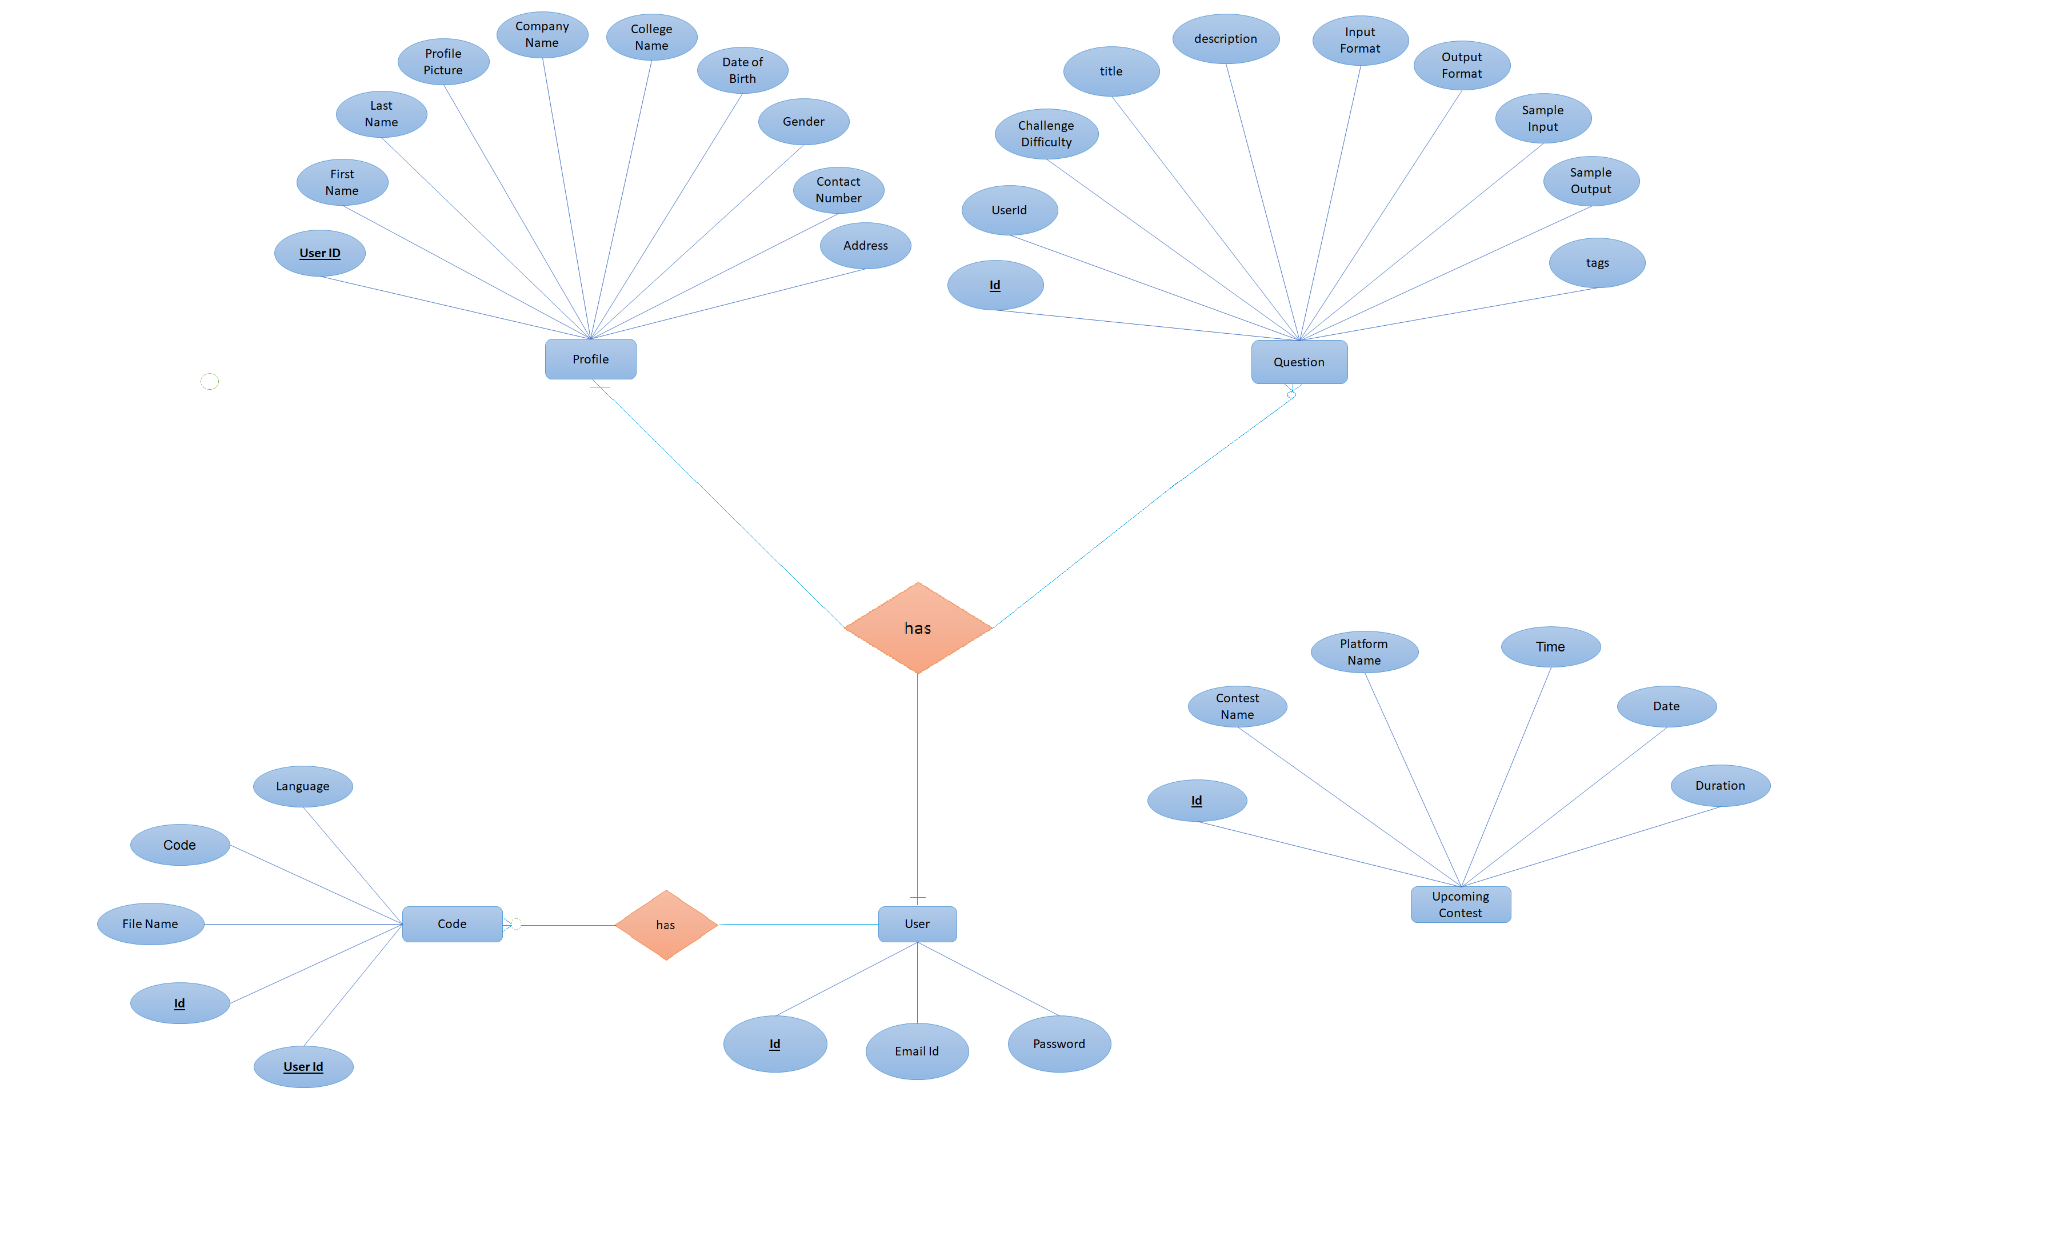 Company
Name
College
Name
Profile
Picture
Date of
Birth
Last
Name
Gender
First
Name
Contact
Number
User ID
Address
Profile
description
Input
Format
Output
Format
title
Sample
Input
Challenge
Difficulty
Sample
Output
UserId
tags
Id
Question
has
Platform
Name
Time
Contest
Name
Date
Id
Duration
Upcoming
Contest
Language
Code
File Name
Id
User Id
Code
has
User
Id
Email Id
Password